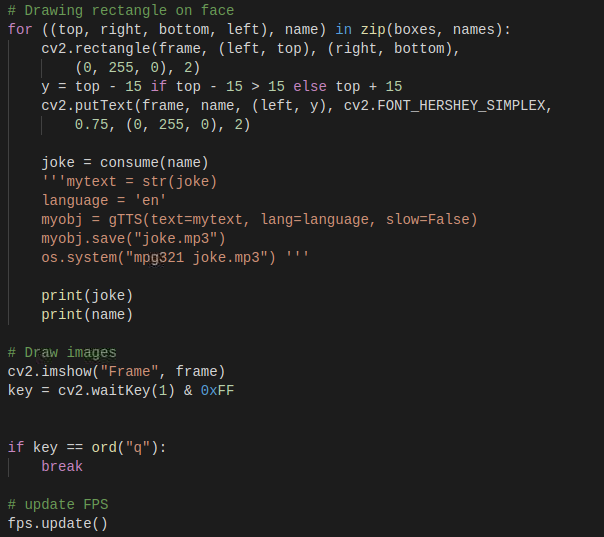 # Drawing rectangle on face
for ((top, right, bottom, left), name) in zip(boxes, names):
    cv2.rectangle(frame, (left, top), (right, bottom),
        (0, 255, 0), 2)
    y = top - 15 if top - 15 > 15 else top + 15
    cv2.putText(frame, name, (left, y), cv2.FONT_HERSHEY_SIMPLEX,
        0.75, (0, 255, 0), 2)
    joke = consume(name)
    '''mytext = str(joke)
    language = 'en'
    myobj = gTTS(text=mytext, lang=language, slow=False)
    myobj.save("joke.mp3")
    os.system("mpg321 joke.mp3") '''
    print(joke)
    print(name)
# Draw images
cv2.imshow("Frame", frame)
key = cv2.waitKey(1) & 0xFF
if key == ord("q"):
    break
# update FPS
fps.update()